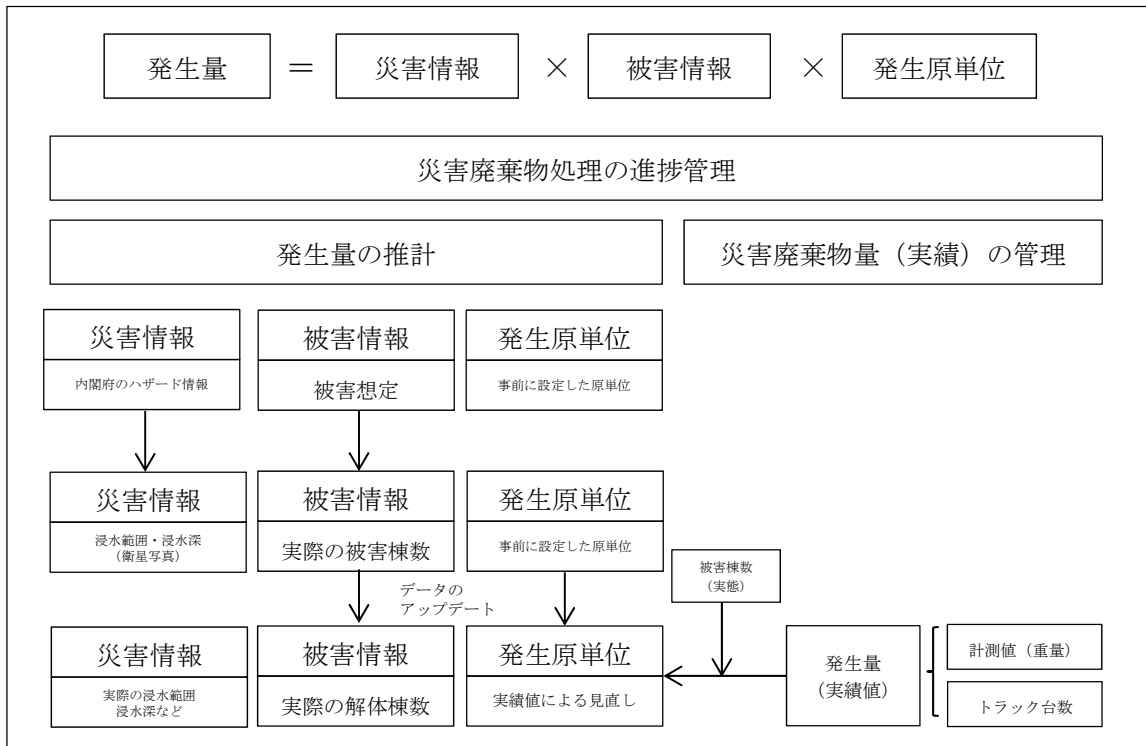 発生量 = 災害情報 × 被害情報 × 発生原単位
災害廃棄物処理の進捗管理
発生量の推計
災害廃棄物量（実績）の管理
災害情報
内閣府のハザード情報
被害情報
被害想定
発生原単位
事前に設定した原単位
災害情報
浸水範囲・浸水深
（衛星写真）
被害情報
実際の被害棟数
発生原単位
事前に設定した原単位
被害棟数
（実態）
データの
アップデート
災害情報
実際の浸水範囲
浸水深など
被害情報
実際の解体棟数
発生原単位
実績値による見直し
発生量
（実績値）
計測値（重量）
トラック台数